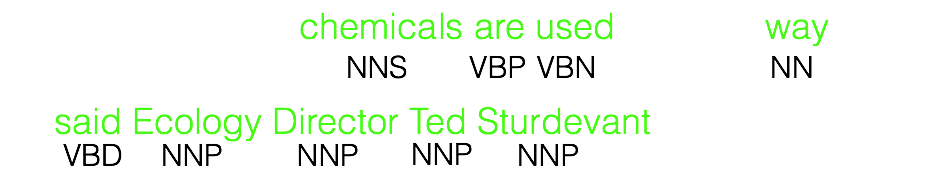 chemicals are used way
NNS VBP VBN NN
said Ecology Director Ted Sturdevant
VBD NNP NNP NNP NNP